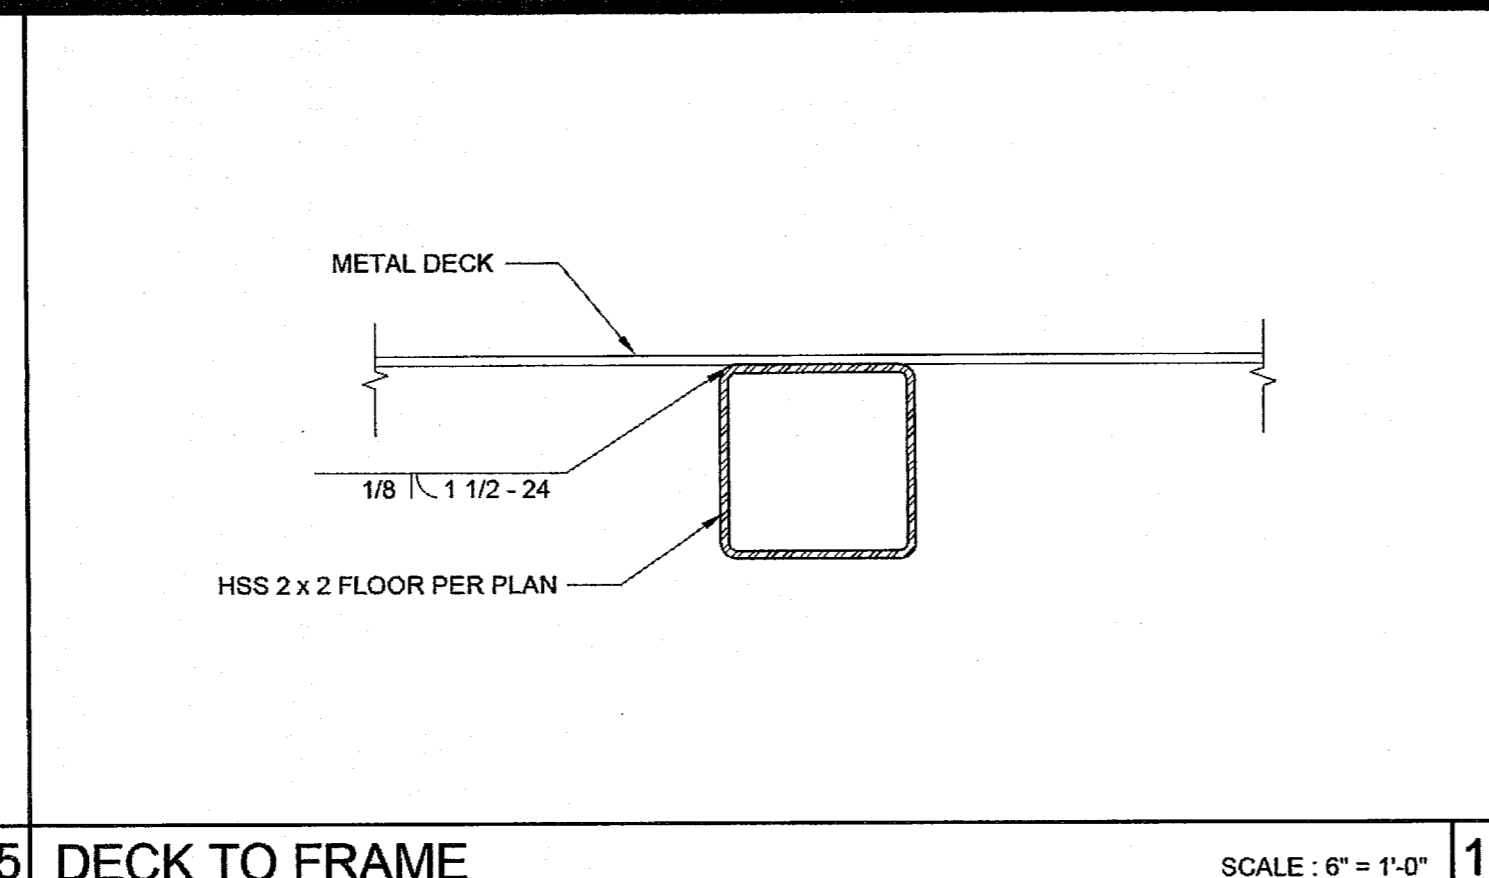 METAL DECK
1/8 1 1/2 - 24
HSS 2 x 2 FLOOR PER PLAN
5 DECK TO FRAME
SCALE : 6" = 1'-0" 1